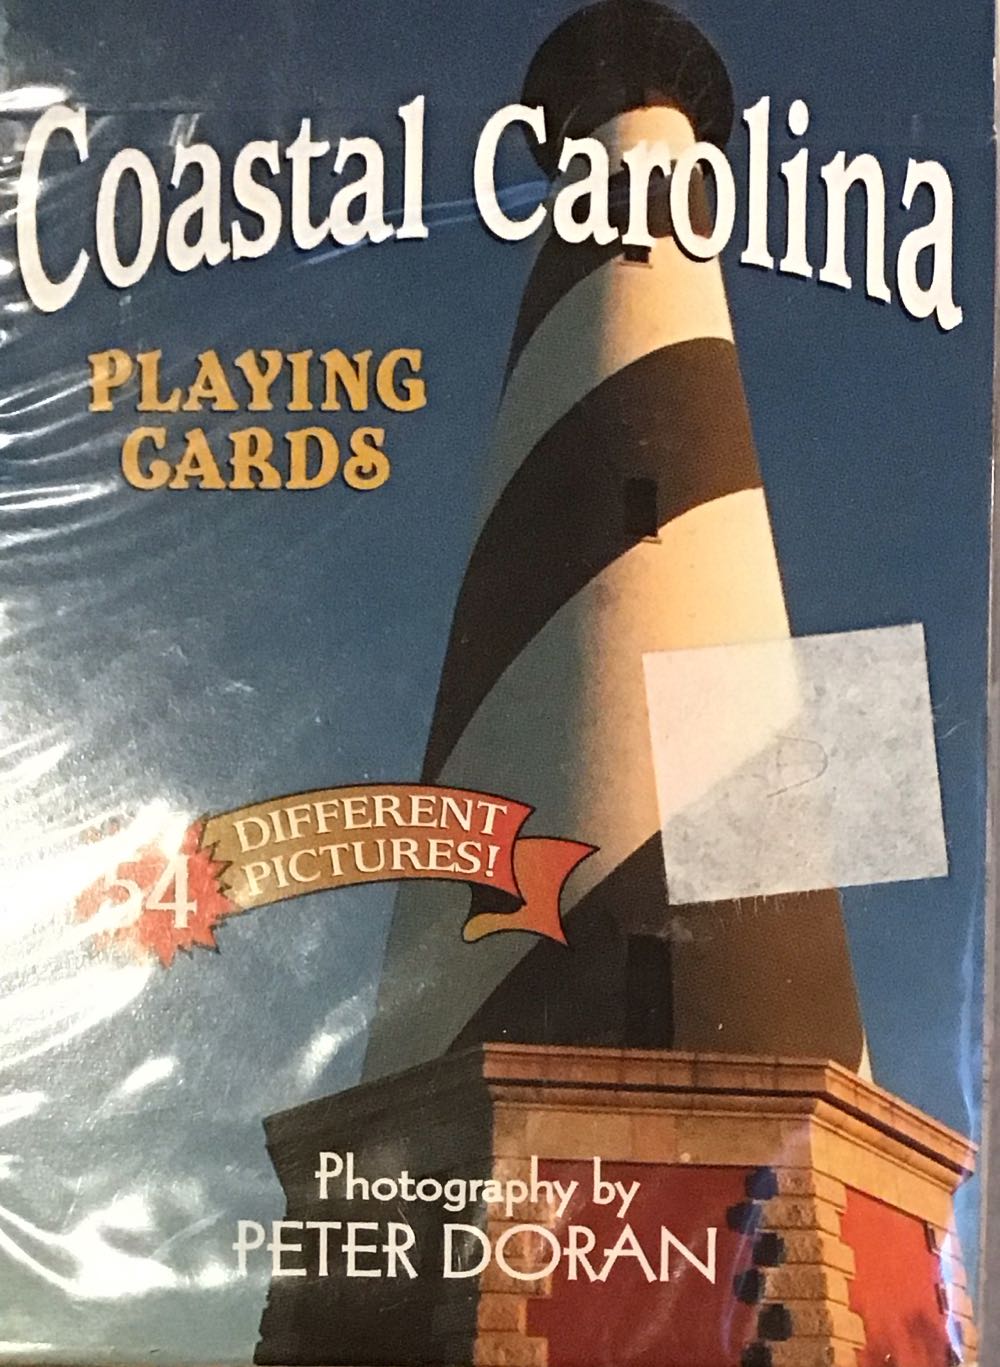 Coastal Carolina
PLAYING
CARDS
54
DIFFERENT
PICTURES!
Photography by
PETER DORAN